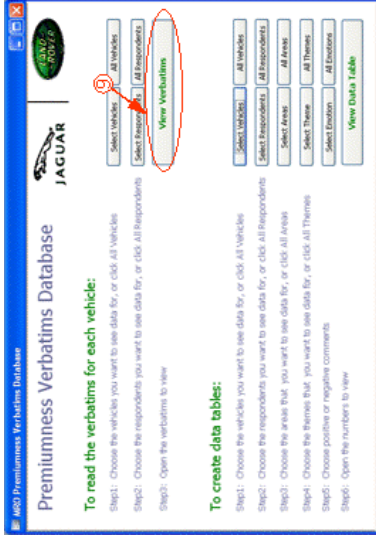 MRD Premiumness Verbatims Database
Premiumness Verbatims Database
JAGUAR
LAND ROVER
To read the verbatims for each vehicle:
Step1: Choose the vehicles you want to see data for, or click All Vehicles
Select Vehicles
All Vehicles
Step2: Choose the respondents you want to see data for, or click All Respondents
Select Respondents
All Respondents
Step3: Open the verbatims to view
View Verbatims
9
To create data tables:
Step1: Choose the vehicles you want to see data for, or click All Vehicles
Select Vehicles
All Vehicles
Step2: Choose the respondents you want to see data for, or click All Respondents
Select Respondents
All Respondents
Step3: Choose the areas that you want to see data for, or click All Areas
Select Areas
All Areas
Step4: Choose the themes that you want to see data for, or click All Themes
Select Theme
All Themes
Step5: Choose positive or negative comments
Select Emotion
All Emotions
Step6: Open the numbers to view
View Data Table